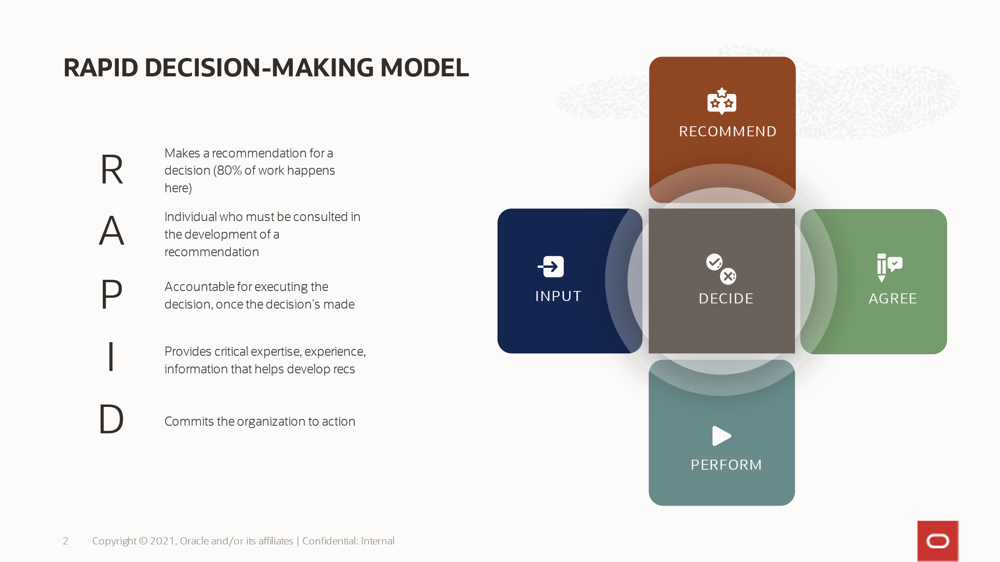 RAPID DECISION-MAKING MODEL
R
Makes a recommendation for a
decision (80% of work happens
here)
A
Individual who must be consulted in
the development of a
recommendation
P
Accountable for executing the
decision, once the decision’s made
I
Provides critical expertise, experience,
information that helps develop recs
D
Commits the organization to action
RECOMMEND
INPUT
DECIDE
AGREE
PERFORM
2 Copyright © 2021, Oracle and/or its affiliates | Confidential: Internal